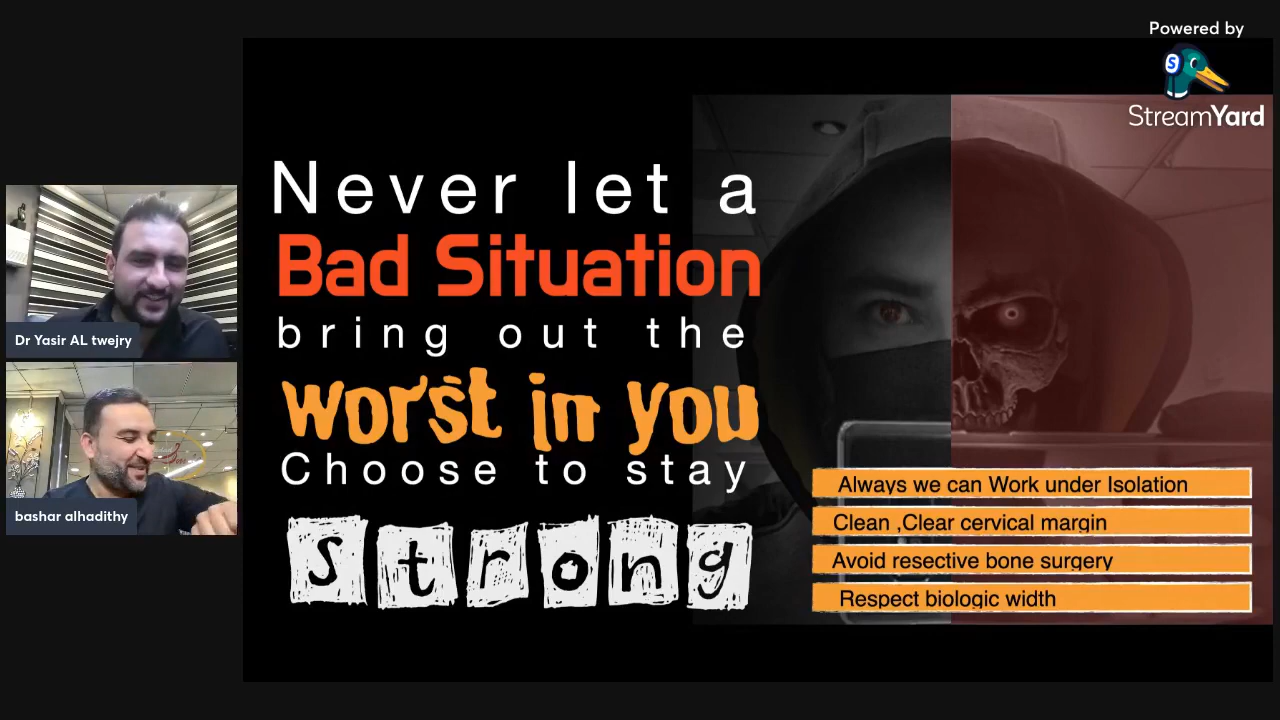 Powered by
StreamYard
Never let a
Bad Situation
bring out the
worst in you
Choose to stay
Strong
Always we can Work under Isolation
Clean ,Clear cervical margin
Avoid resective bone surgery
Respect biologic width
Dr Yasir AL twejry
bashar alhadithy